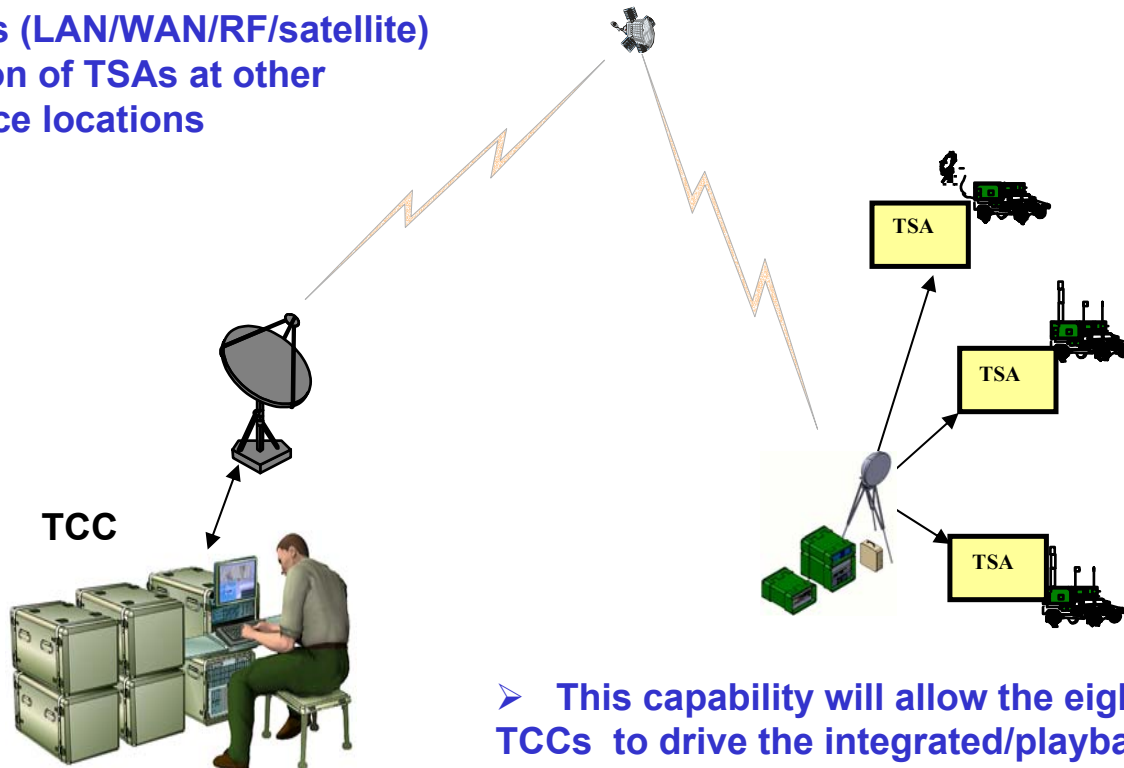 s (LAN/WAN/RF/satellite)
on of TSAs at other
ce locations
TSA
TSA
TCC
TSA
➢ This capability will allow the eigh
TCCs to drive the integrated/playba